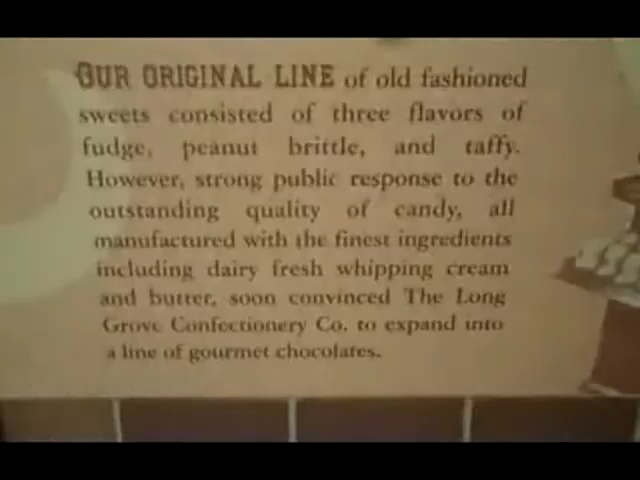 OUR ORIGINAL LINE of old fashioned
sweets consisted of three flavors of
fudge, peanut brittle, and taffy.
However, strong public response to the
outstanding quality of candy, all
manufactured with the finest ingredients
including dairy fresh whipping cream
and butter, soon convinced The Long
Grove Confectionery Co. to expand into
a line of gourmet chocolates.